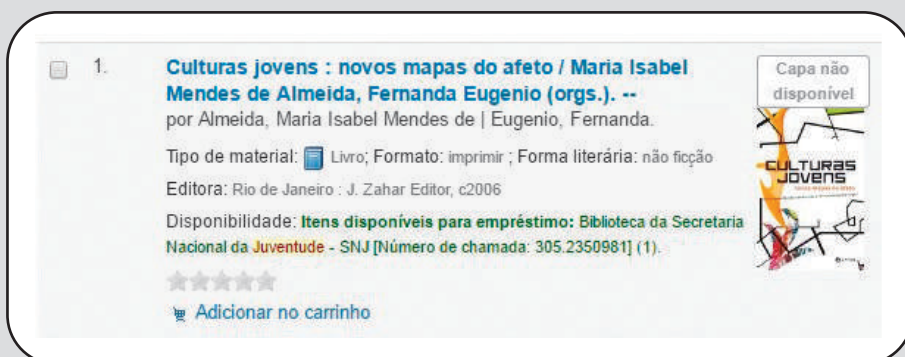 1.
Culturas jovens : novos mapas do afeto / Maria Isabel
Mendes de Almeida, Fernanda Eugenio (orgs.). --
por Almeida, Maria Isabel Mendes de | Eugenio, Fernanda.
Tipo de material: Livro; Formato: imprimir ; Forma literária: não ficção
Editora: Rio de Janeiro : J. Zahar Editor, c2006
Disponibilidade: Itens disponíveis para empréstimo: Biblioteca da Secretaria
Nacional da Juventude - SNJ [Número de chamada: 305.2350981] (1).
Adicionar no carrinho
Capa não
disponível
CULTURAS
JOVENS